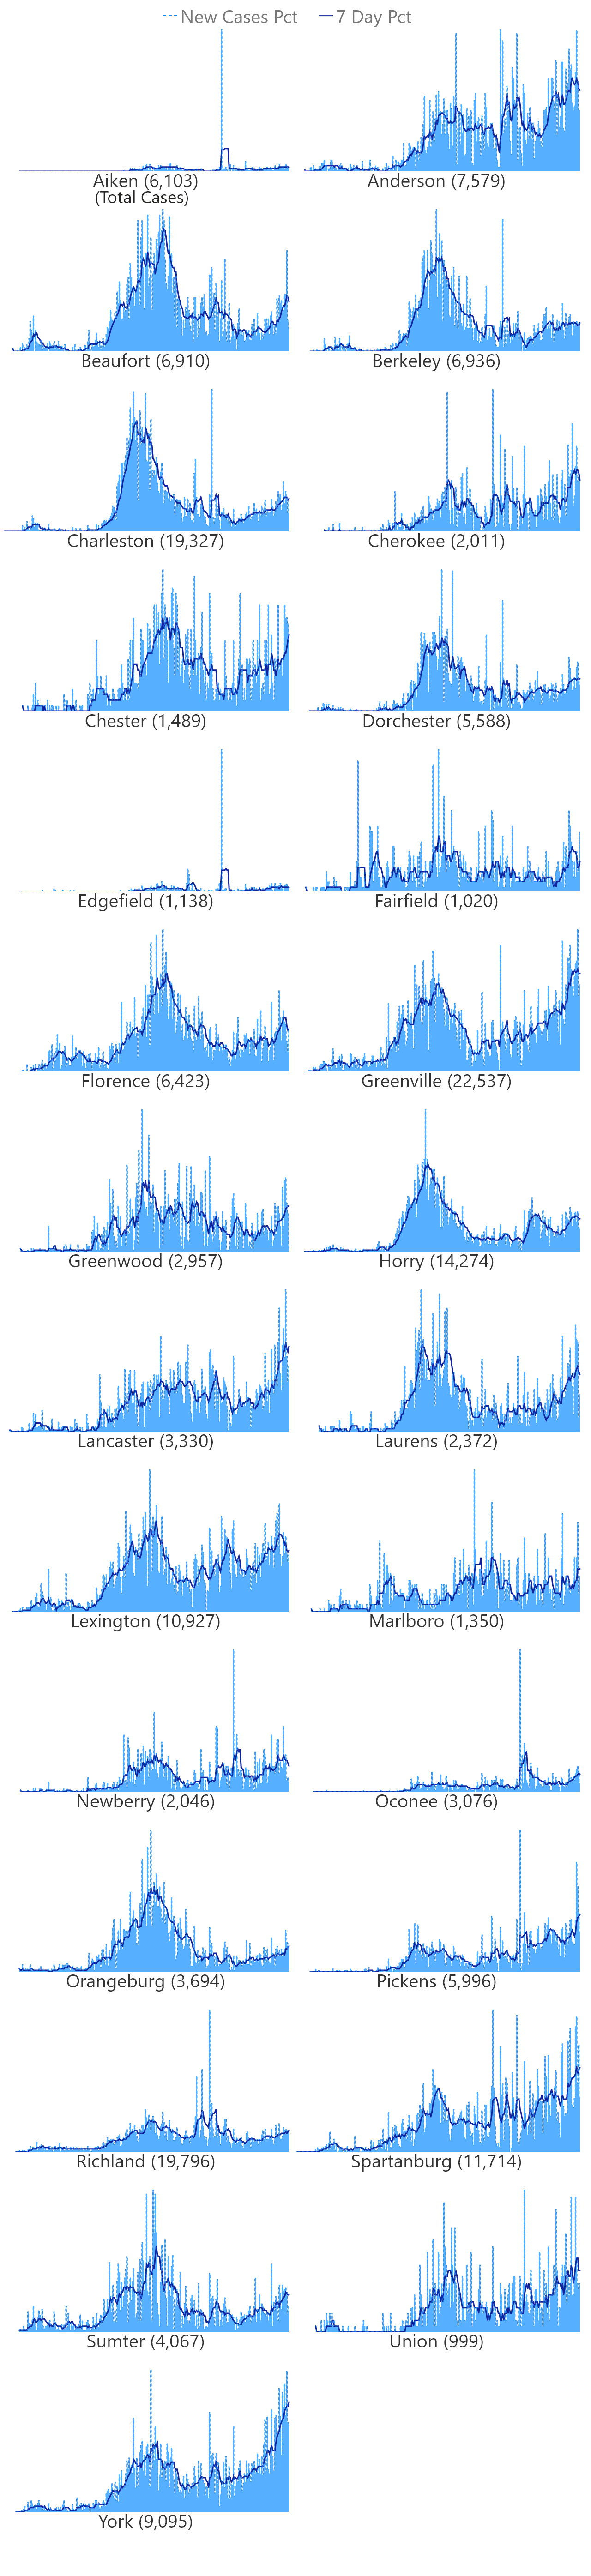 New Cases Pct 7 Day Pct
Aiken (6,103) Anderson (7,579)
(Total Cases)
Beaufort (6,910) Berkeley (6,936)
Charleston (19,327) Cherokee (2,011)
Chester (1,489) Dorchester (5,588)
Edgefield (1,138) Fairfield (1,020)
Florence (6,423) Greenville (22,537)
Greenwood (2,957) Horry (14,274)
Lancaster (3,330) Laurens (2,372)
Lexington (10,927) Marlboro (1,350)
Newberry (2,046) Oconee (3,076)
Orangeburg (3,694) Pickens (5,996)
Richland (19,796) Spartanburg (11,714)
Sumter (4,067) Union (999)
York (9,095)